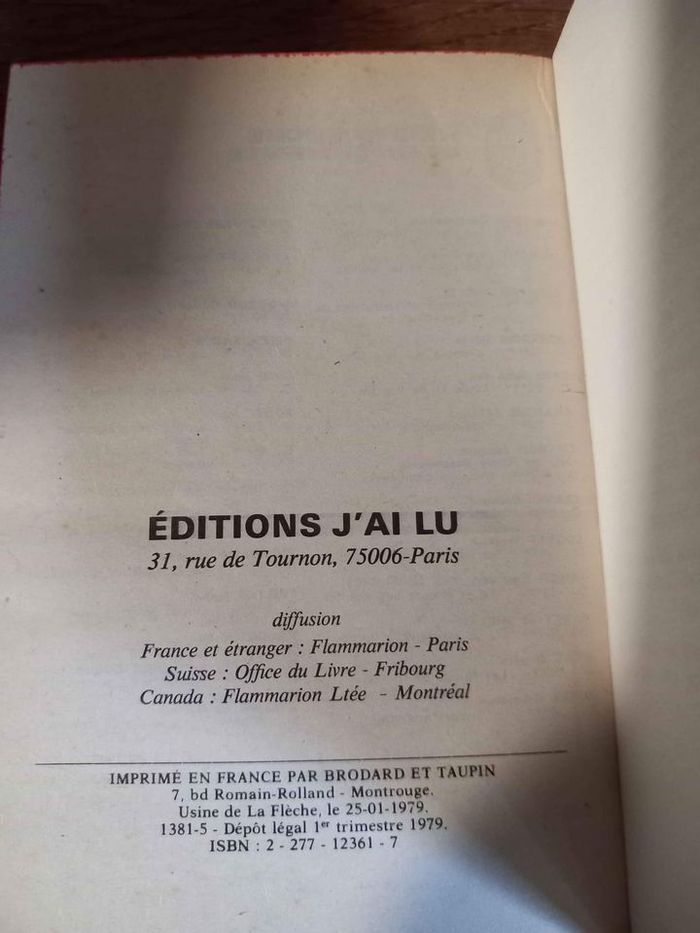 ÉDITIONS J'AI LU
31, rue de Tournon, 75006-Paris
diffusion
France et étranger : Flammarion - Paris
Suisse : Office du Livre - Fribourg
Canada : Flammarion Ltée - Montréal
IMPRIMÉ EN FRANCE PAR BRODARD ET TAUPIN
7, bd Romain-Rolland - Montrouge.
Usine de La Flèche, le 25-01-1979.
1381-5 - Dépôt légal 1er trimestre 1979.
ISBN : 2 - 277 - 12361 - 7